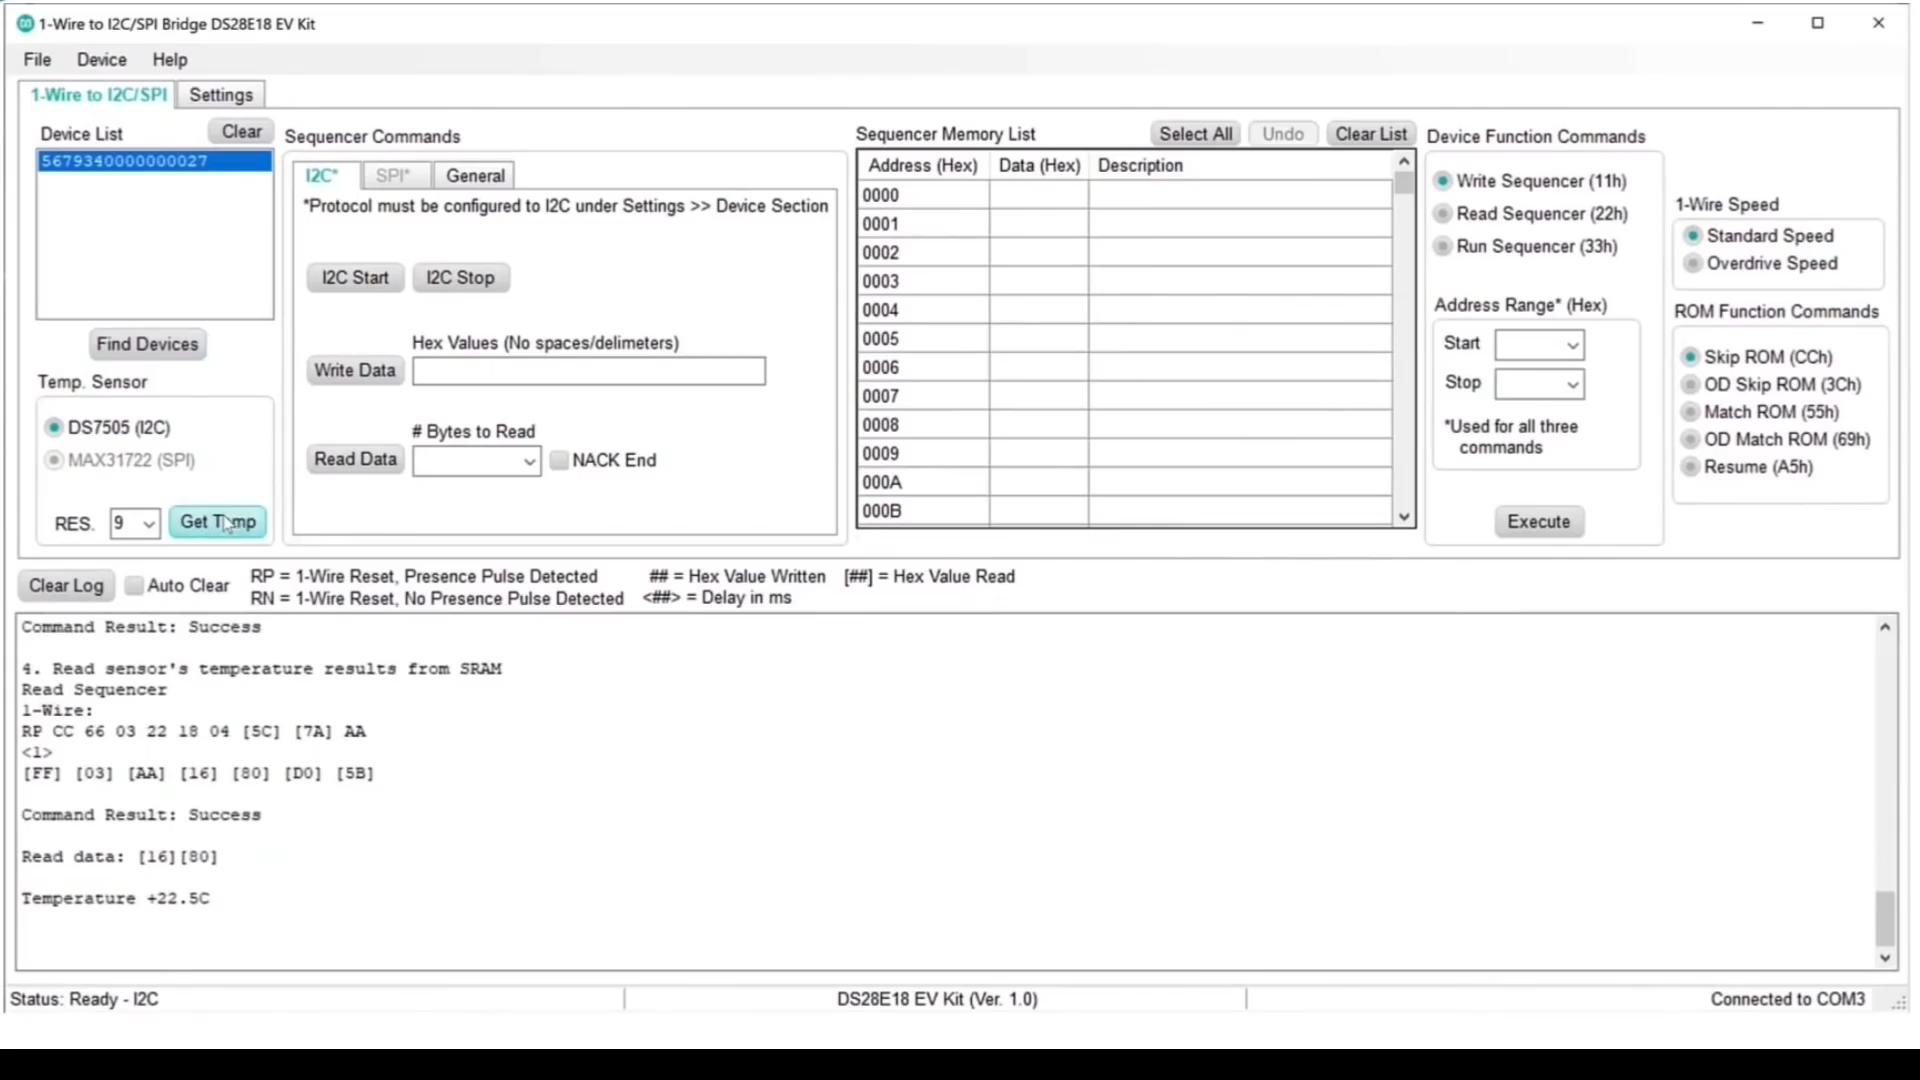 1-Wire to I2C/SPI Bridge DS28E18 EV Kit
File Device Help
1-Wire to I2C/SPI Settings
Device List Clear
5679340000000027
Find Devices
Temp. Sensor
DS7505 (I2C)
MAX31722 (SPI)
RES. 9 Get Temp
Sequencer Commands
I2C* SPI* General
*Protocol must be configured to I2C under Settings >> Device Section
I2C Start I2C Stop
Hex Values (No spaces/delimeters)
Write Data
# Bytes to Read
Read Data NACK End
Sequencer Memory List Select All Undo Clear List
Address (Hex) Data (Hex) Description
0000
0001
0002
0003
0004
0005
0006
0007
0008
0009
000A
000B
Device Function Commands
Write Sequencer (11h)
Read Sequencer (22h)
Run Sequencer (33h)
Address Range* (Hex)
Start
Stop
*Used for all three
commands
Execute
1-Wire Speed
Standard Speed
Overdrive Speed
ROM Function Commands
Skip ROM (CCh)
OD Skip ROM (3Ch)
Match ROM (55h)
OD Match ROM (69h)
Resume (A5h)
Clear Log Auto Clear
RP = 1-Wire Reset, Presence Pulse Detected ## = Hex Value Written [##] = Hex Value Read
RN = 1-Wire Reset, No Presence Pulse Detected <##> = Delay in ms
Command Result: Success
4. Read sensor's temperature results from SRAM
Read Sequencer
1-Wire:
RP CC 66 03 22 18 04 [5C] [7A] AA
<1>
[FF] [03] [AA] [16] [80] [D0] [5B]
Command Result: Success
Read data: [16][80]
Temperature +22.5C
Status: Ready - I2C DS28E18 EV Kit (Ver. 1.0) Connected to COM3